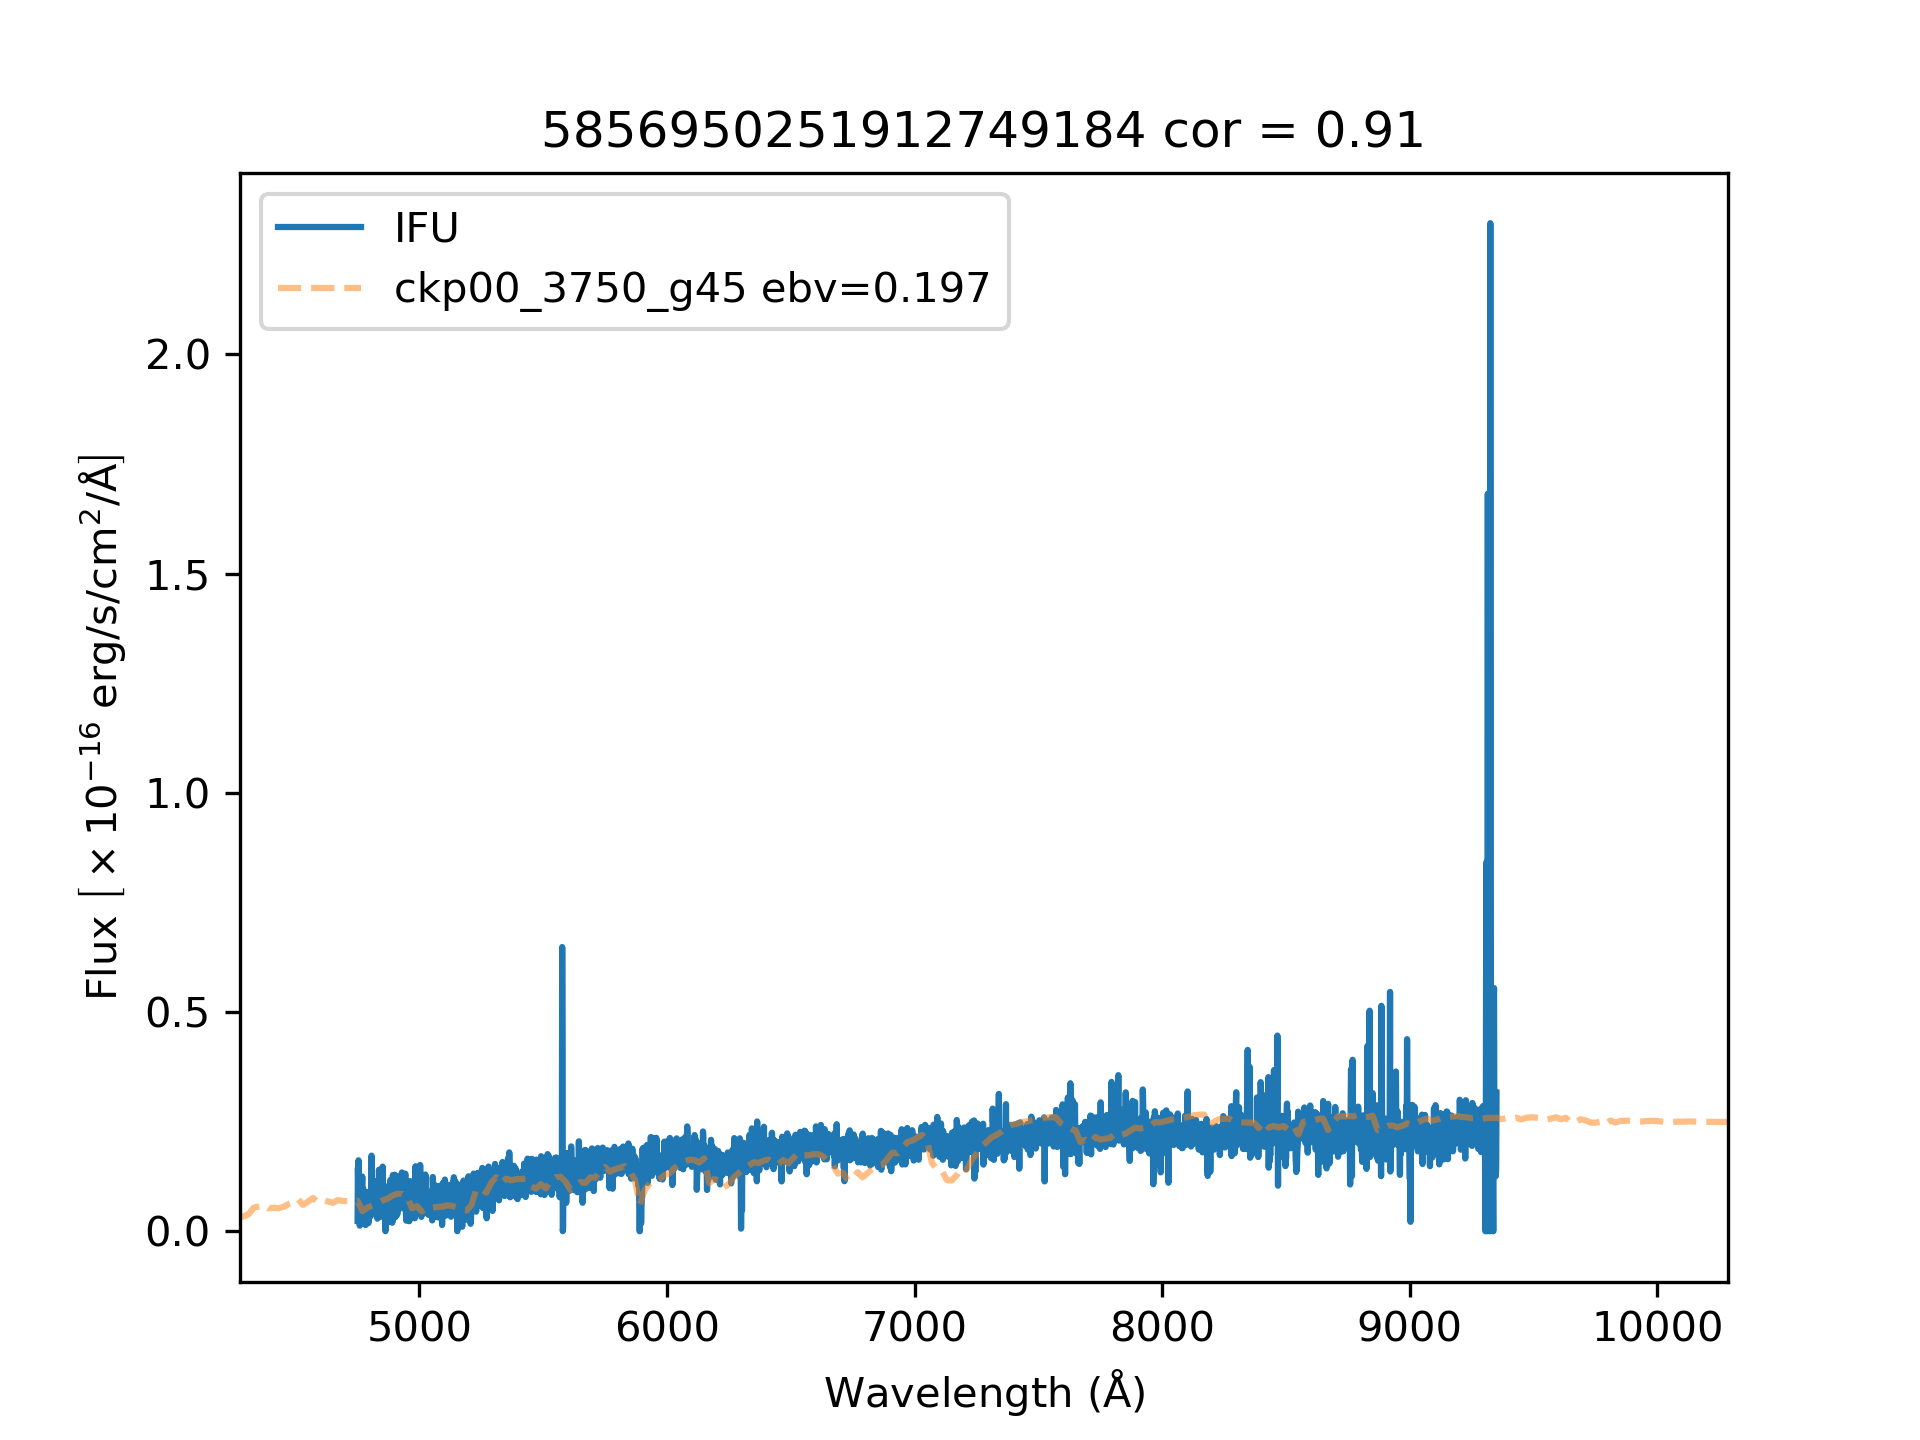 5856950251912749184 cor = 0.91
IFU
ckp00_3750_g45 ebv=0.197
Flux [×10⁻¹⁶ erg/s/cm²/Å]
2.0
1.5
1.0
0.5
0.0
5000 6000 7000 8000 9000 10000
Wavelength (Å)